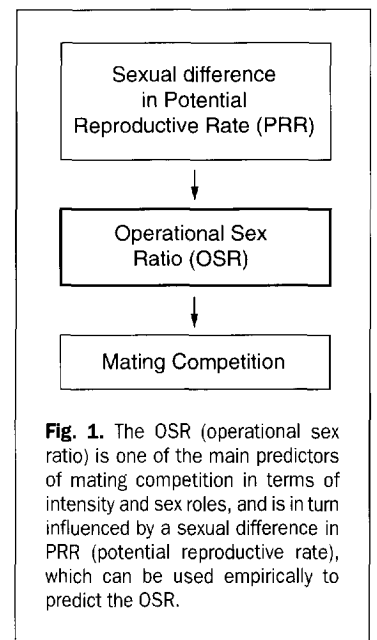 Sexual difference
in Potential
Reproductive Rate (PRR)
Operational Sex
Ratio (OSR)
Mating Competition
Fig. 1. The OSR (operational sex
ratio) is one of the main predictors
of mating competition in terms of
intensity and sex roles, and is in turn
influenced by a sexual difference in
PRR (potential reproductive rate),
which can be used empirically to
predict the OSR.